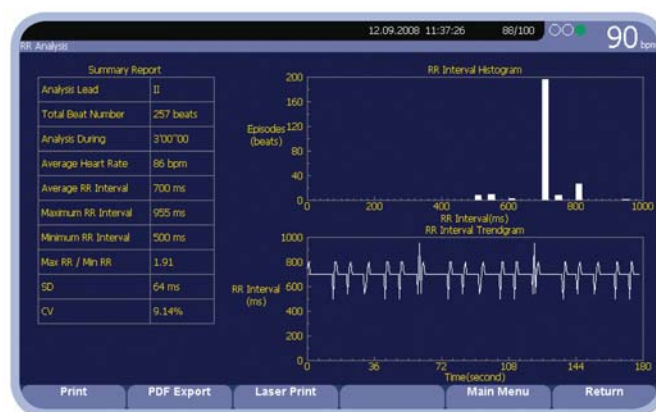 12.09.2008 11:37:26 88/100 90 bpm
RR Analysis
Summary Report
Analysis Lead II
Total Beat Number 257 beats
Analysis During 3'00"00
Average Heart Rate 86 bpm
Average RR Interval 700 ms
Maximum RR Interval 955 ms
Minimum RR Interval 500 ms
Max RR / Min RR 1.91
SD 64 ms
CV 9.14%
RR Interval Histogram
200
160
Episodes 120
(beats)
80
40
0
0 200 400 600 800 1000
RR Interval(ms)
RR Interval Trendgram
1000
800
RR Interval 600
(ms)
400
200
0
0 36 72 108 144 180
Time(second)
Print PDF Export Laser Print Main Menu Return